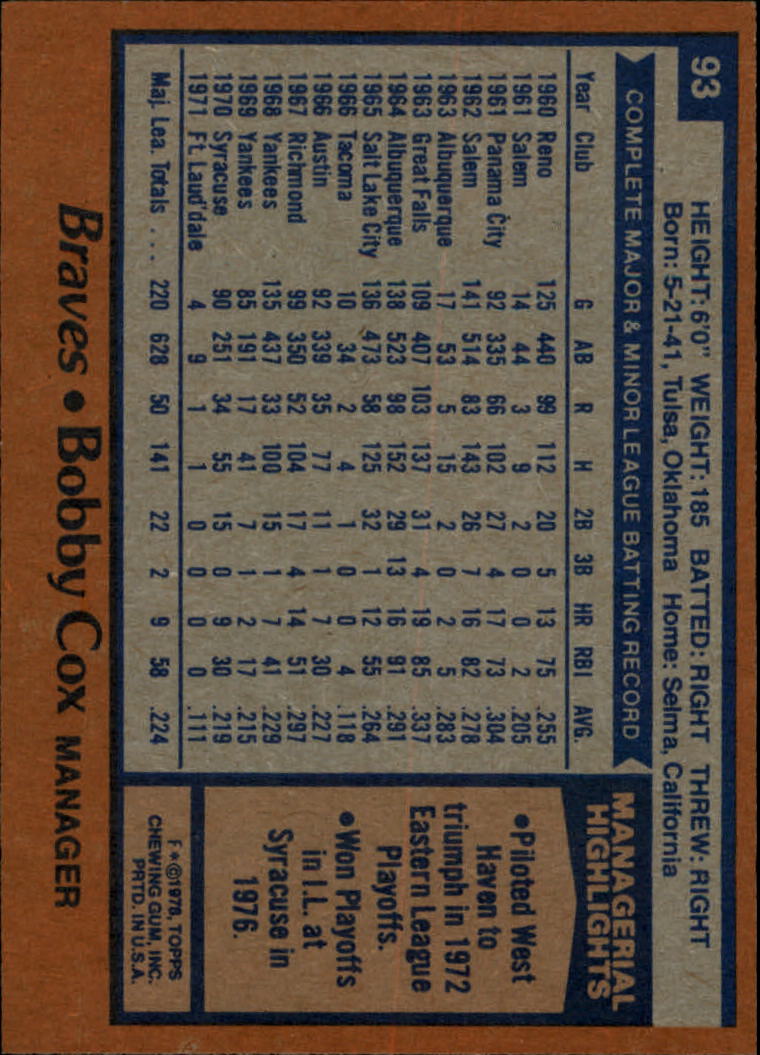 93
HEIGHT: 6'0" WEIGHT: 185 BATTED: RIGHT THREW: RIGHT
Born: 5-21-41, Tulsa, Oklahoma Home: Selma, California
COMPLETE MAJOR & MINOR LEAGUE BATTING RECORD
Year Club G AB R H 2B 3B HR RBI AVG.
1960 Reno 125 440 99 112 20 5 13 75 .255
1961 Salem 14 44 3 9 2 0 0 2 .205
1961 Panama City 92 335 66 102 27 4 17 73 .304
1962 Salem 141 514 83 143 26 7 16 82 .278
1963 Albuquerque 17 53 5 15 2 0 2 5 .283
1963 Great Falls 109 407 103 137 31 4 19 85 .337
1964 Albuquerque 138 523 98 152 29 13 16 91 .291
1965 Salt Lake City 136 473 58 125 32 1 12 55 .264
1966 Tacoma 10 34 2 4 1 0 0 4 .118
1966 Austin 92 339 35 77 11 1 7 30 .227
1967 Richmond 99 350 52 104 17 4 14 51 .297
1968 Yankees 135 437 33 100 15 1 7 41 .229
1969 Yankees 85 191 17 41 7 1 2 17 .215
1970 Syracuse 90 251 34 55 15 0 9 30 .219
1971 Ft. Laud'dale 4 9 1 1 0 0 0 0 .111
Maj. Lea. Totals ... 220 628 50 141 22 2 9 58 .224
MANAGERIAL
HIGHLIGHTS
•Piloted West
Haven to
triumph in 1972
Eastern League
Playoffs.
•Won Playoffs
in I.L. at
Syracuse in
1976.
F*©1978, TOPPS
CHEWING GUM, INC.
PRTD. IN U.S.A.
Braves • Bobby Cox MANAGER